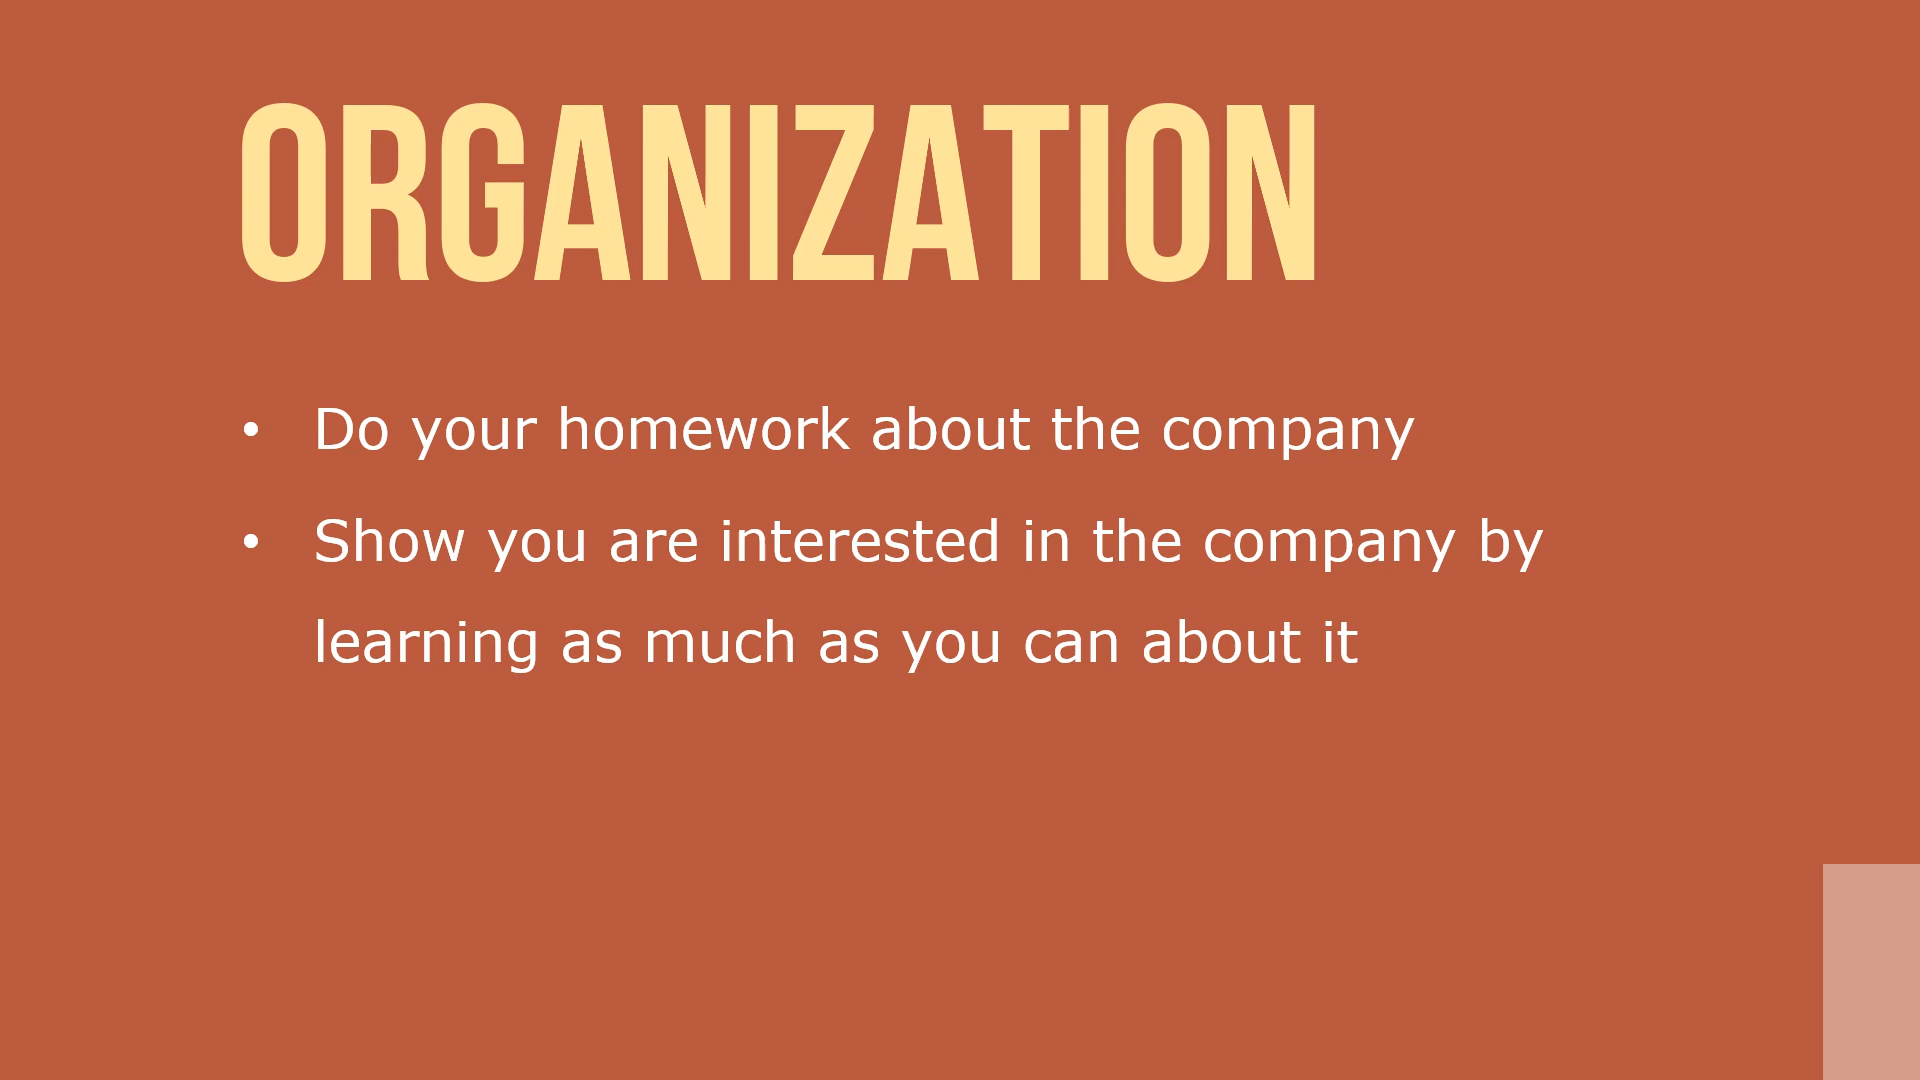 ORGANIZATION
• Do your homework about the company
• Show you are interested in the company by
learning as much as you can about it